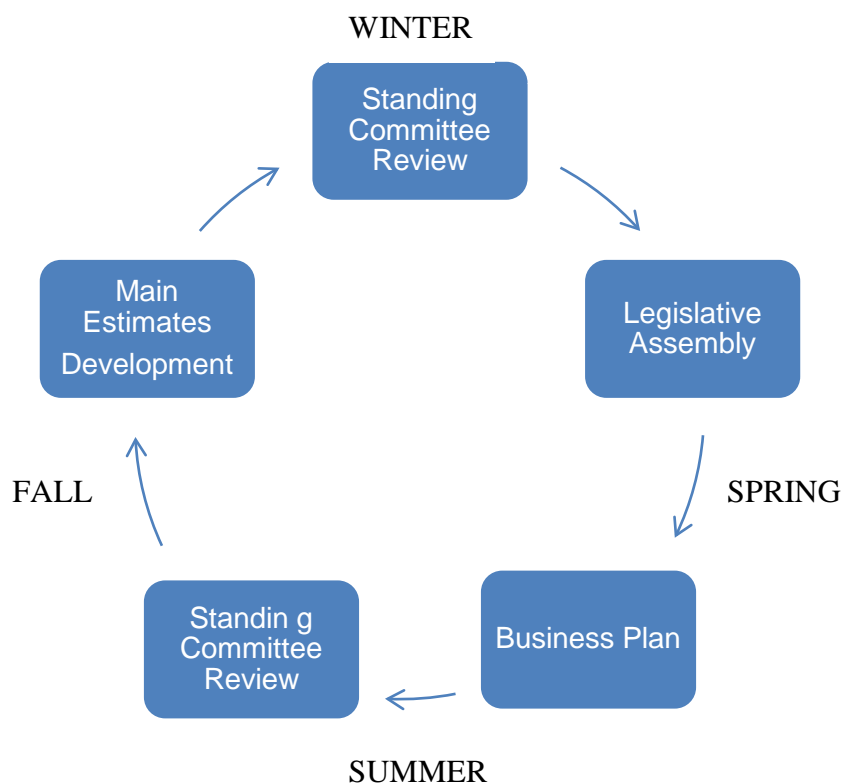 WINTER
Standing
Committee
Review
Legislative
Assembly
SPRING
Business Plan
SUMMER
Standin g
Committee
Review
FALL
Main
Estimates
Development